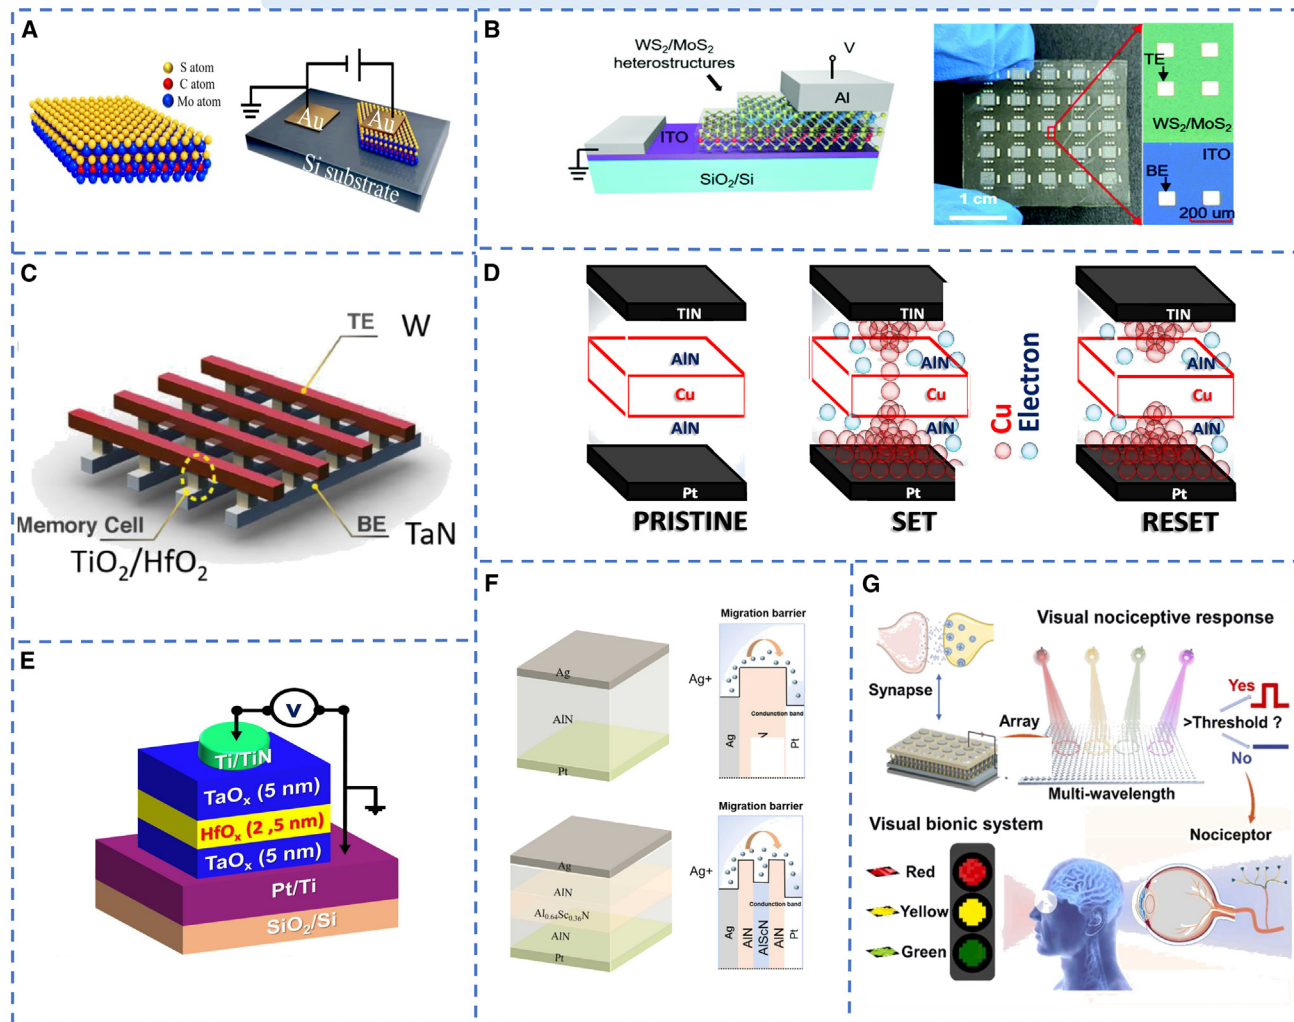 A
S atom
C atom
Mo atom
Au
Au
Si substrate
B
WS₂/MoS₂
heterostructures
V
Al
ITO
SiO₂/Si
1 cm
TE
WS₂/MoS₂
ITO
BE
200 um
C
TE
W
Memory Cell
TiO₂/HfO₂
BE
TaN
D
TIN
AlN
Cu
AlN
Pt
PRISTINE
TIN
AlN
Cu
AlN
Pt
SET
Cu
Electron
TIN
AlN
Cu
AlN
Pt
RESET
E
V
Ti/TiN
TaOₓ (5 nm)
HfOₓ (2 ,5 nm)
TaOₓ (5 nm)
Pt/Ti
SiO₂/Si
F
Ag
AlN
Pt
Migration barrier
Ag+
Condunction band
Ag
N
Pt
Ag
AlN
Al₀.₆₄Sc₀.₃₆N
AlN
Pt
Migration barrier
Ag+
Condunction band
Ag
AlN
AlScN
AlN
Pt
G
Visual nociceptive response
Synapse
Array
Multi-wavelength
Yes
>Threshold ?
No
Nociceptor
Visual bionic system
Red
Yellow
Green